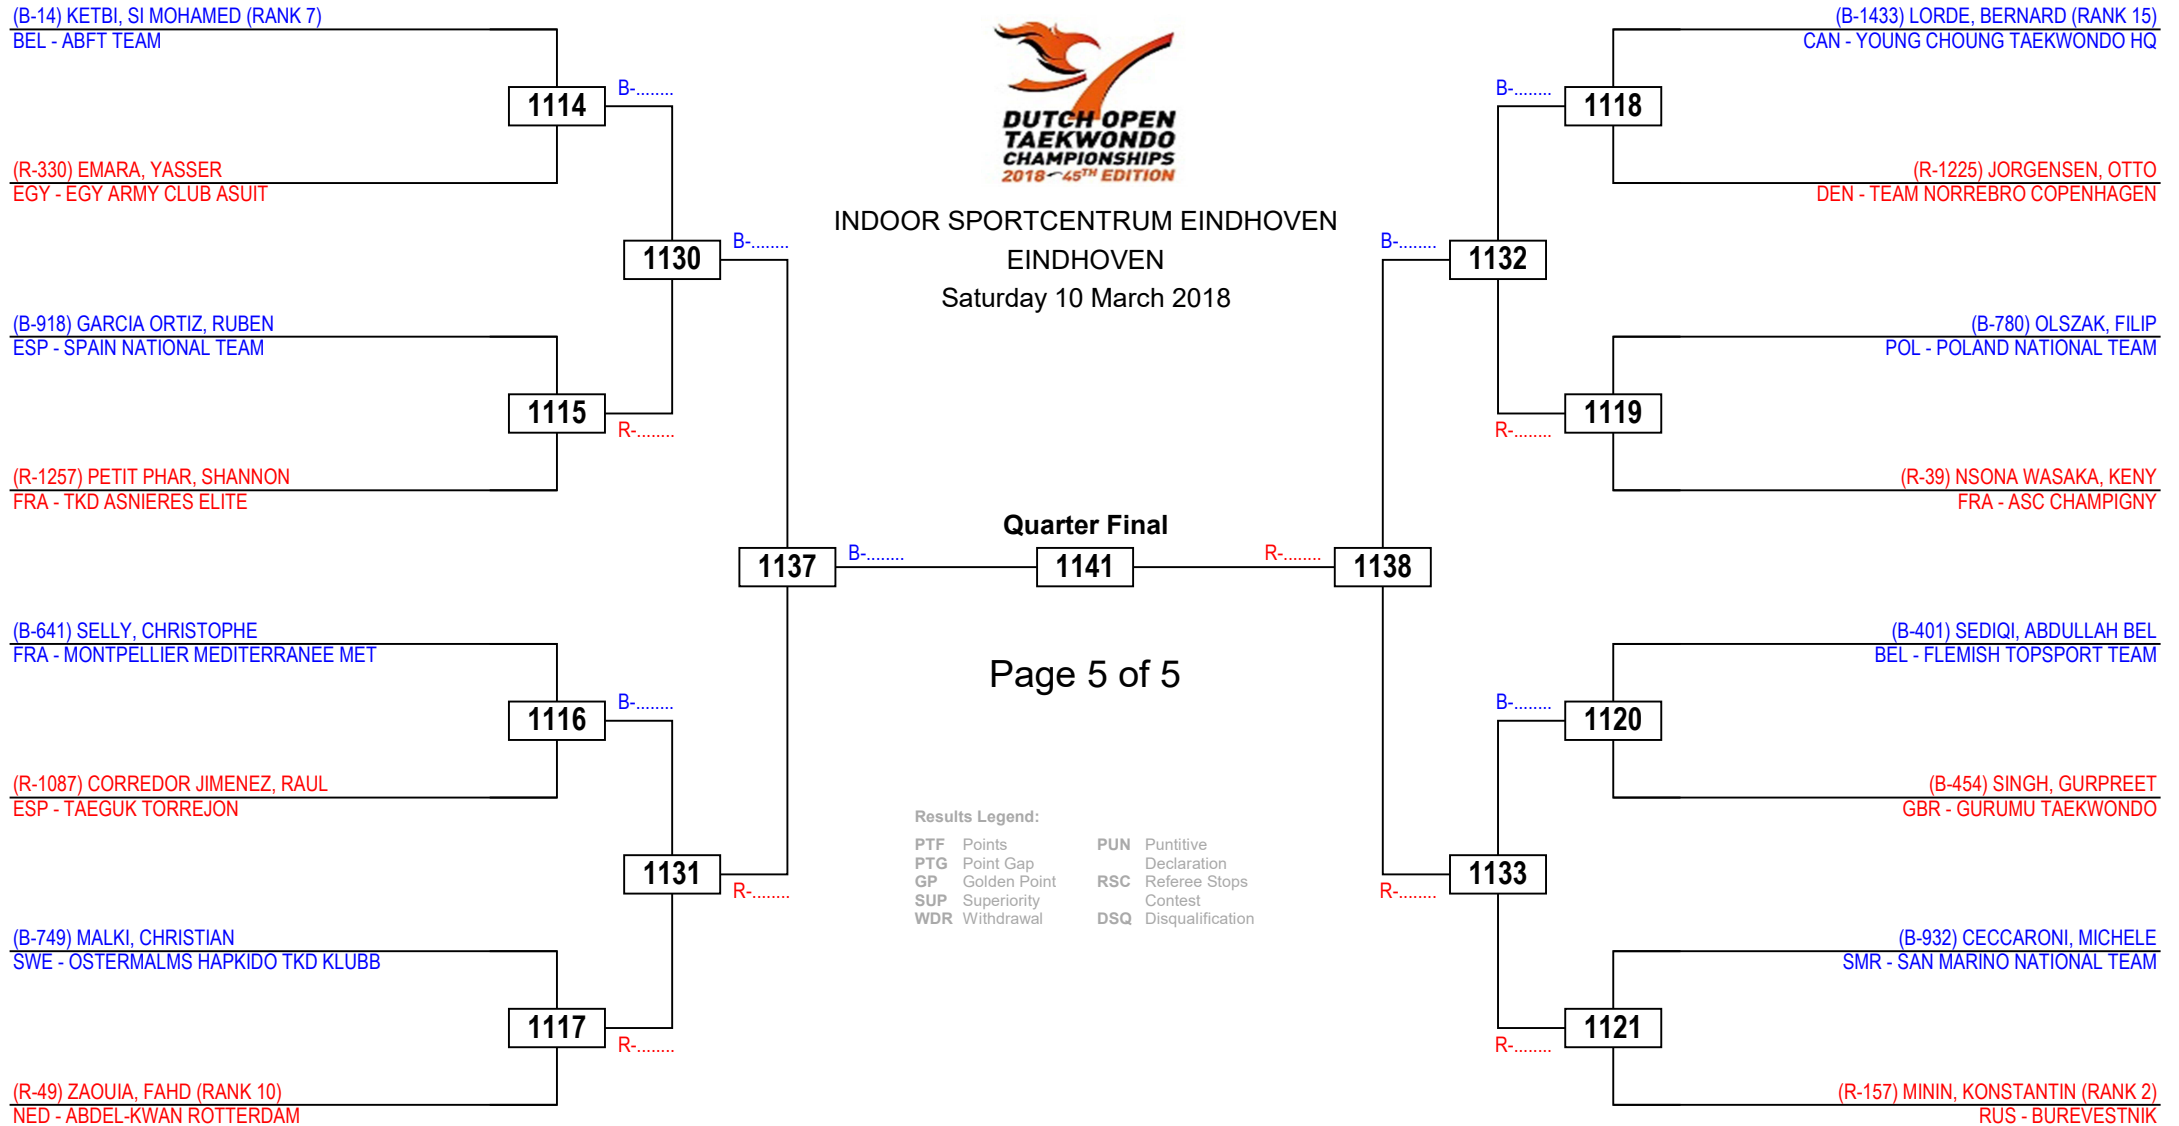 (B-14) KETBI, SI MOHAMED (RANK 7)
BEL - ABFT TEAM
1114
B-........
(R-330) EMARA, YASSER
EGY - EGY ARMY CLUB ASUIT
1130
B-........
(B-918) GARCIA ORTIZ, RUBEN
ESP - SPAIN NATIONAL TEAM
1115
R-........
(R-1257) PETIT PHAR, SHANNON
FRA - TKD ASNIERES ELITE
1137
B-........
(B-641) SELLY, CHRISTOPHE
FRA - MONTPELLIER MEDITERRANEE MET
1116
B-........
(R-1087) CORREDOR JIMENEZ, RAUL
ESP - TAEGUK TORREJON
1131
R-........
(B-749) MALKI, CHRISTIAN
SWE - OSTERMALMS HAPKIDO TKD KLUBB
1117
R-........
(R-49) ZAOUIA, FAHD (RANK 10)
NED - ABDEL-KWAN ROTTERDAM
DUTCH OPEN
TAEKWONDO
CHAMPIONSHIPS
2018 45TH EDITION
INDOOR SPORTCENTRUM EINDHOVEN
EINDHOVEN
Saturday 10 March 2018
Quarter Final
1141
Page 5 of 5
Results Legend:
PTF Points
PTG Point Gap
GP Golden Point
SUP Superiority
WDR Withdrawal
PUN Puntitive
Declaration
RSC Referee Stops
Contest
DSQ Disqualification
(B-1433) LORDE, BERNARD (RANK 15)
CAN - YOUNG CHOUNG TAEKWONDO HQ
B-........
1118
(R-1225) JORGENSEN, OTTO
DEN - TEAM NORREBRO COPENHAGEN
B-........
1132
(B-780) OLSZAK, FILIP
POL - POLAND NATIONAL TEAM
1119
R-........
(R-39) NSONA WASAKA, KENY
FRA - ASC CHAMPIGNY
R-........
1138
(B-401) SEDIQI, ABDULLAH BEL
BEL - FLEMISH TOPSPORT TEAM
B-........
1120
(B-454) SINGH, GURPREET
GBR - GURUMU TAEKWONDO
1133
R-........
(B-932) CECCARONI, MICHELE
SMR - SAN MARINO NATIONAL TEAM
1121
R-........
(R-157) MININ, KONSTANTIN (RANK 2)
RUS - BUREVESTNIK